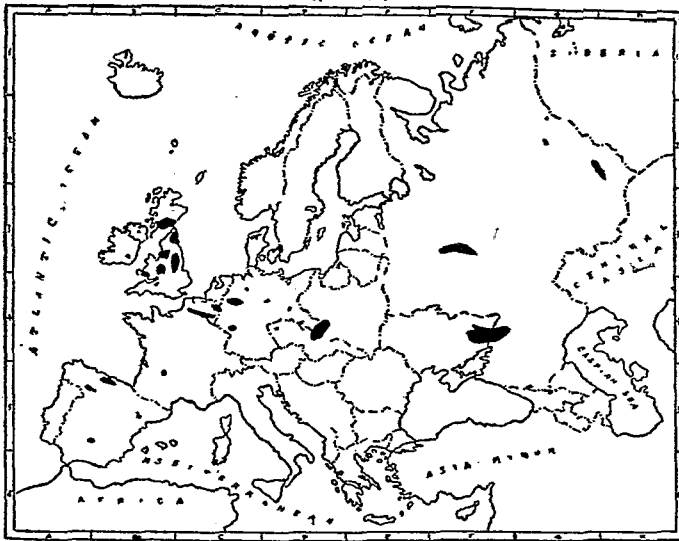 ARCTIC OCEAN
SIBERIA
ATLANTIC OCEAN
CENTRAL
ASIA
CASPIAN SEA
ASIA MINOR
MEDITERRANEAN
AFRICA